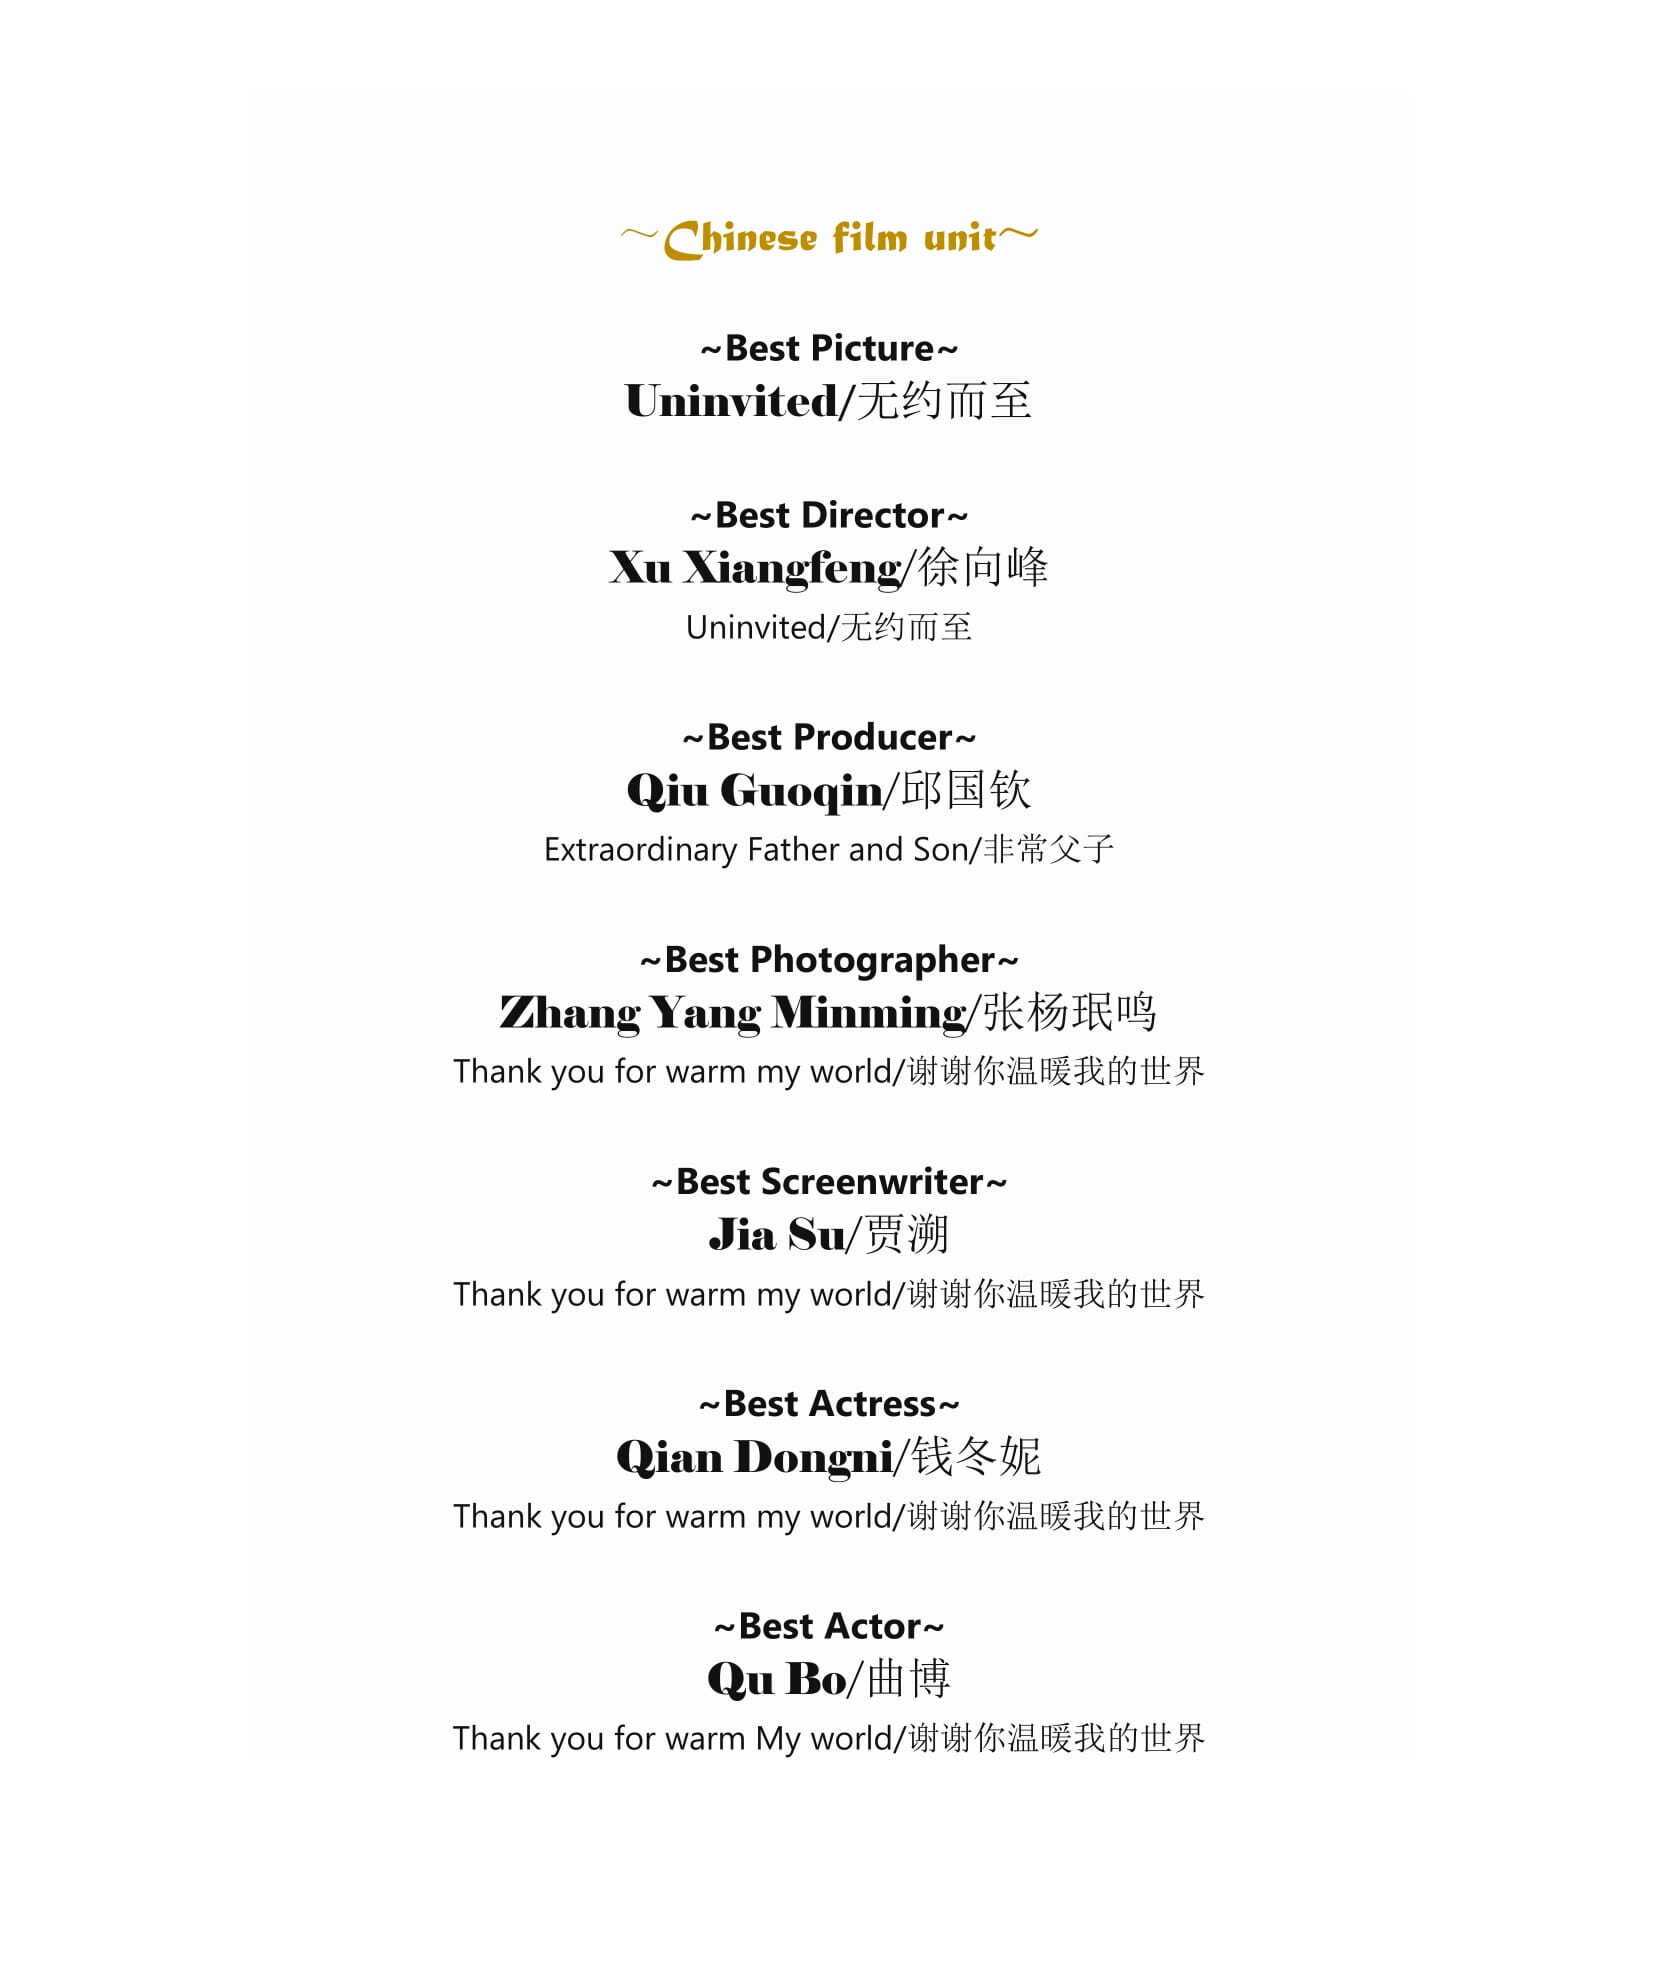 ～Chinese film unit～
~Best Picture~
Uninvited/无约而至
~Best Director~
Xu Xiangfeng/徐向峰
Uninvited/无约而至
~Best Producer~
Qiu Guoqin/邱国钦
Extraordinary Father and Son/非常父子
~Best Photographer~
Zhang Yang Minming/张杨珉鸣
Thank you for warm my world/谢谢你温暖我的世界
~Best Screenwriter~
Jia Su/贾溯
Thank you for warm my world/谢谢你温暖我的世界
~Best Actress~
Qian Dongni/钱冬妮
Thank you for warm my world/谢谢你温暖我的世界
~Best Actor~
Qu Bo/曲博
Thank you for warm My world/谢谢你温暖我的世界